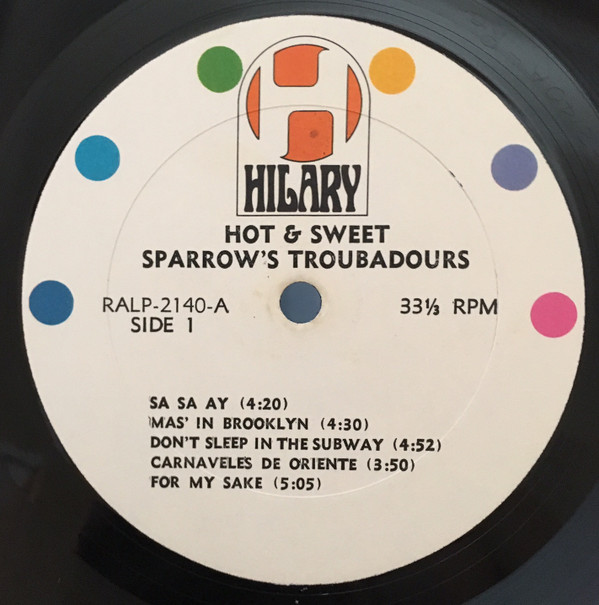 HILARY
HOT & SWEET
SPARROW'S TROUBADOURS
RALP-2140-A 33⅓ RPM
SIDE 1
SA SA AY (4:20)
MAS' IN BROOKLYN (4:30)
DON'T SLEEP IN THE SUBWAY (4:52)
CARNAVELES DE ORIENTE (3:50)
FOR MY SAKE (5:05)